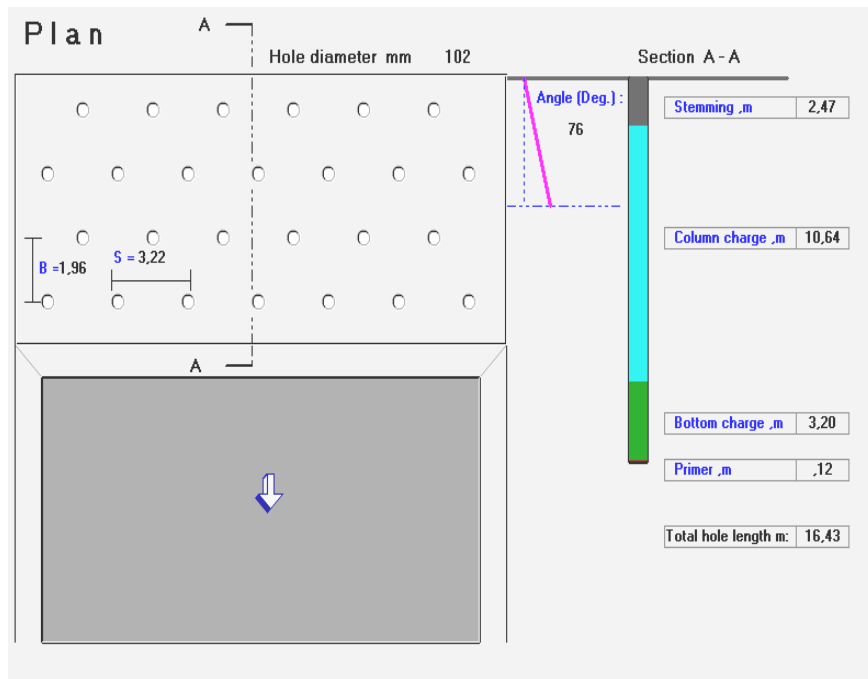 Plan
A
Hole diameter mm 102
Section A - A
Angle (Deg.) :
76
Stemming ,m 2,47
Column charge ,m 10,64
B =1,96
S = 3,22
A
Bottom charge ,m 3,20
Primer ,m ,12
Total hole length m: 16,43